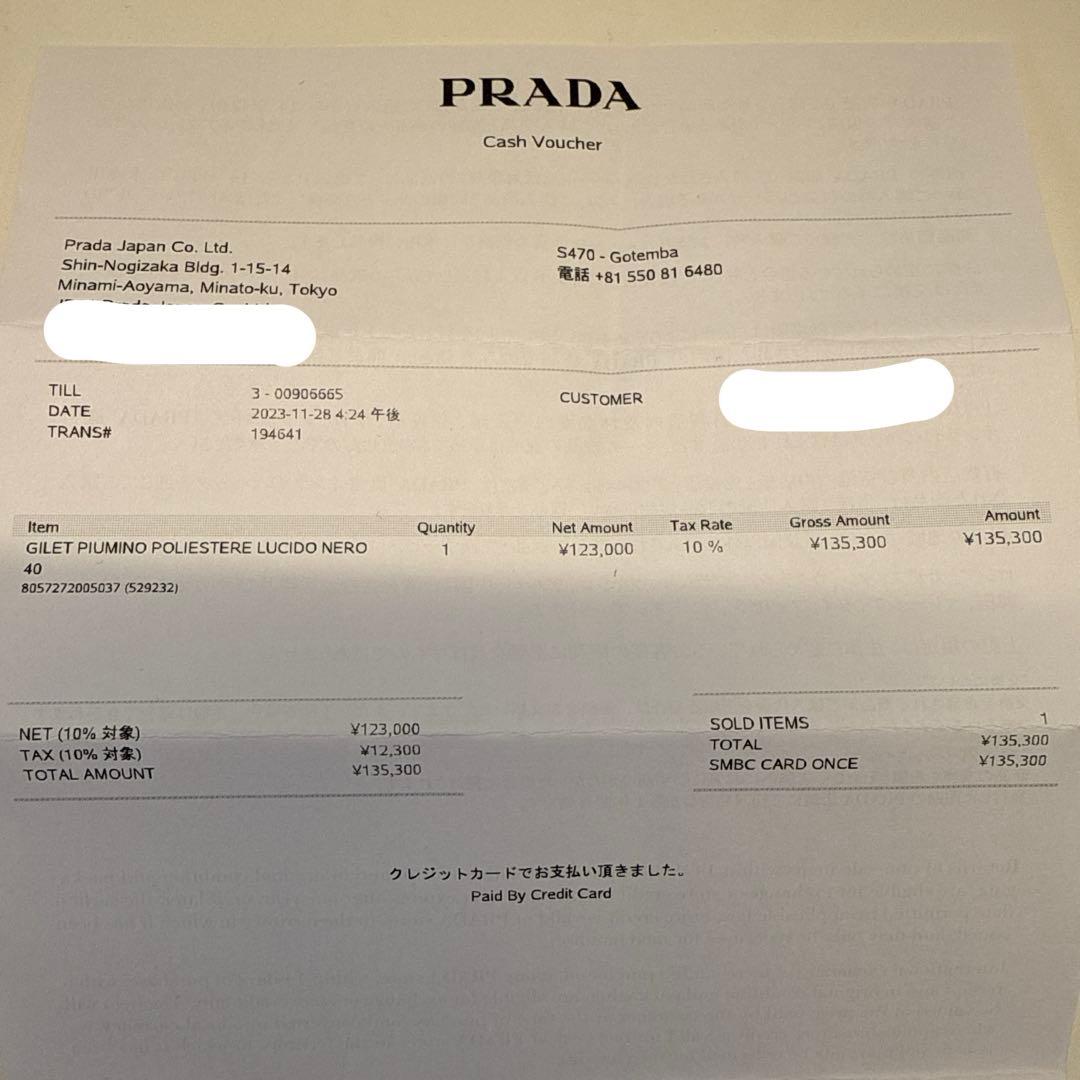 PRADA
Cash Voucher
Prada Japan Co. Ltd.
Shin-Nogizaka Bldg. 1-15-14
Minami-Aoyama, Minato-ku, Tokyo
S470 - Gotemba
電話 +81 550 81 6480
TILL 3 - 00906665
DATE 2023-11-28 4:24 午後
TRANS# 194641
CUSTOMER
Item Quantity Net Amount Tax Rate Gross Amount Amount
GILET PIUMINO POLIESTERE LUCIDO NERO 1 ¥123,000 10 % ¥135,300 ¥135,300
40
8057272005037 (529232)
NET (10% 対象) ¥123,000
TAX (10% 対象) ¥12,300
TOTAL AMOUNT ¥135,300
SOLD ITEMS 1
TOTAL ¥135,300
SMBC CARD ONCE ¥135,300
クレジットカードでお支払い頂きました。
Paid By Credit Card